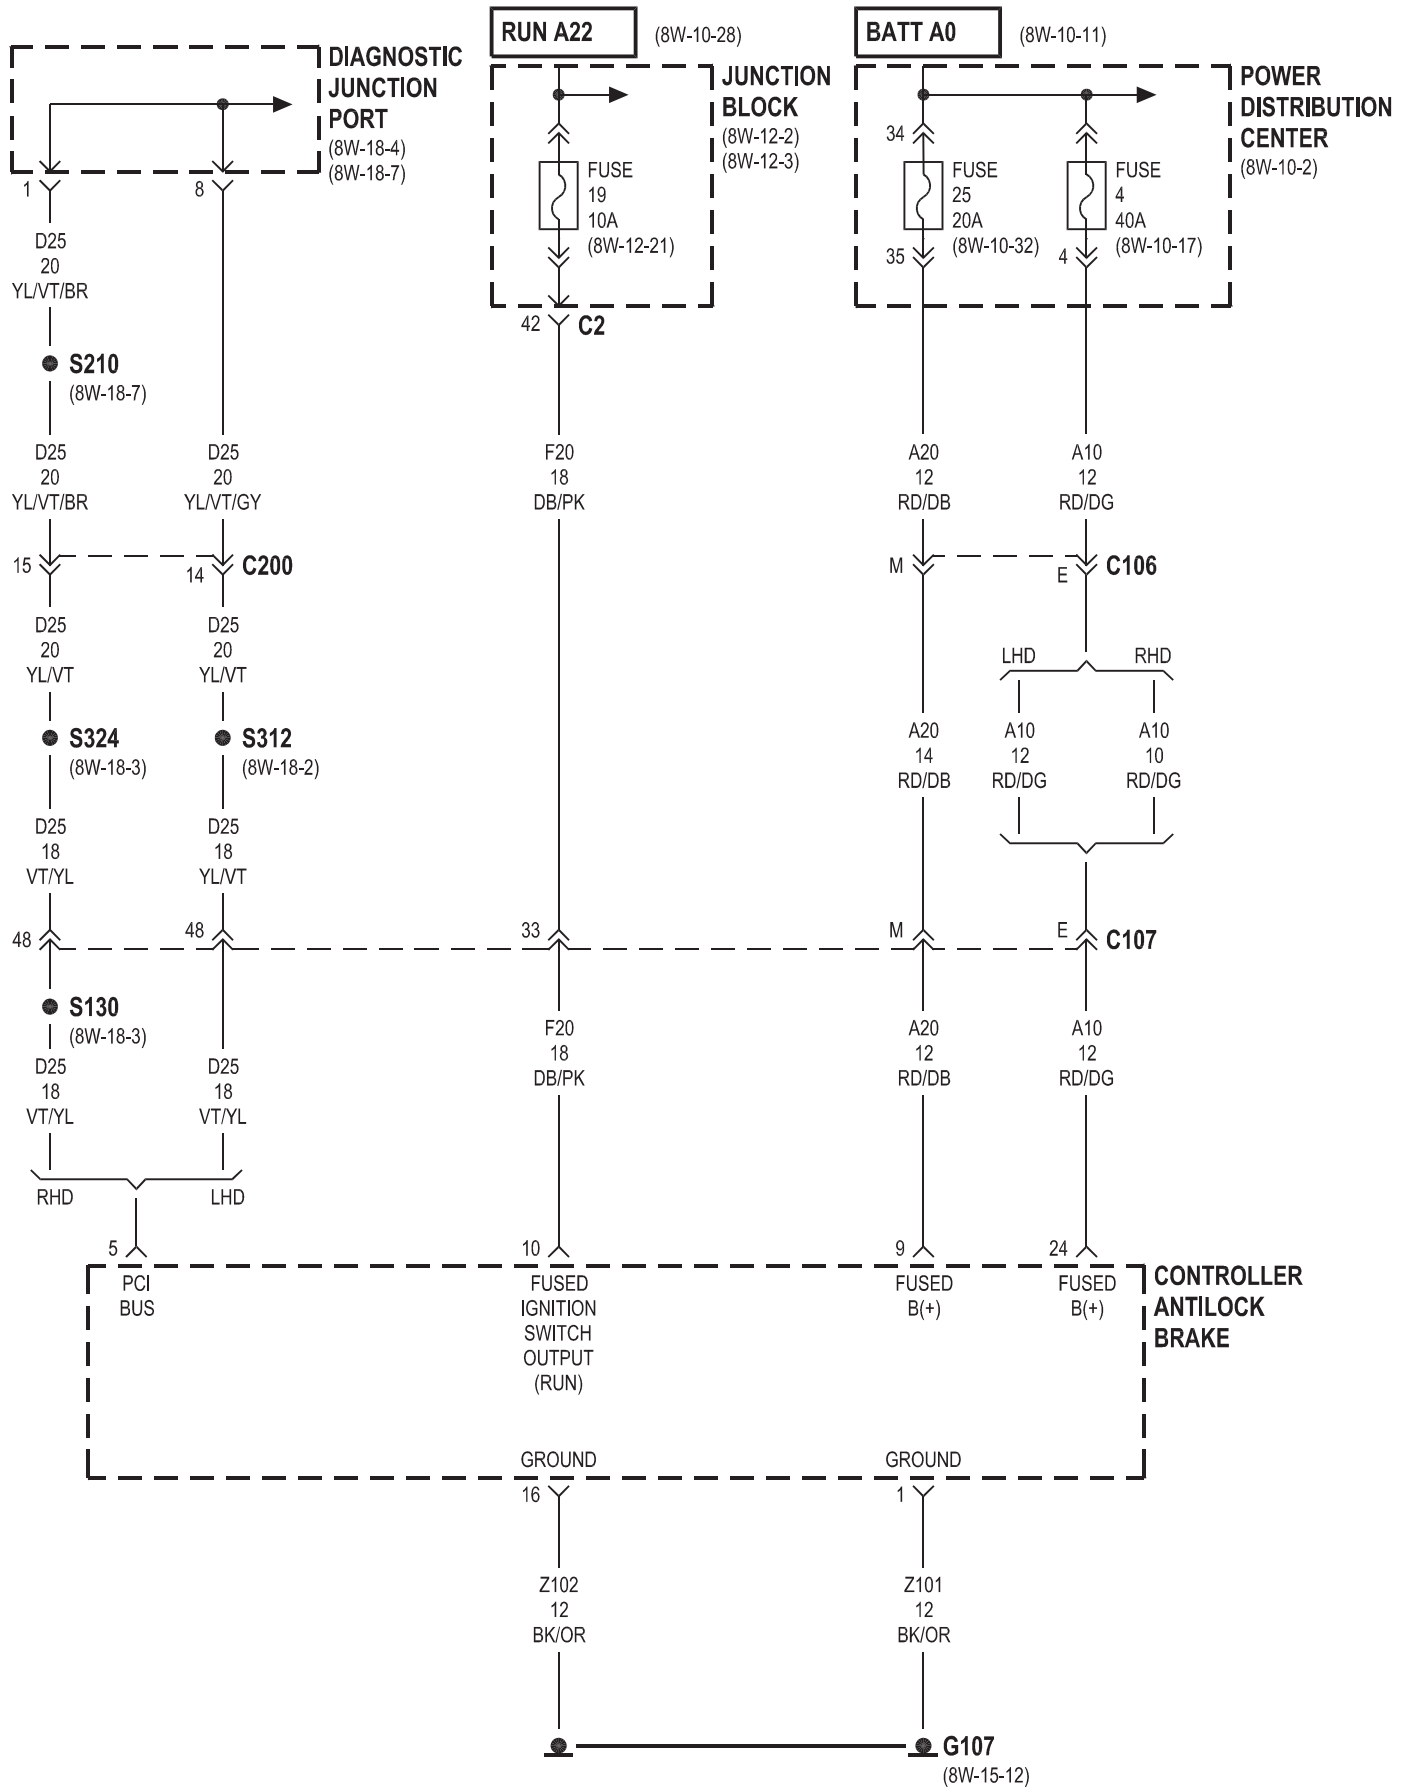 RUN A22
(8W-10-28)
BATT A0
(8W-10-11)
DIAGNOSTIC
JUNCTION
PORT
(8W-18-4)
(8W-18-7)
JUNCTION
BLOCK
(8W-12-2)
(8W-12-3)
POWER
DISTRIBUTION
CENTER
(8W-10-2)
34
FUSE
19
10A
(8W-12-21)
FUSE
25
20A
(8W-10-32)
FUSE
4
40A
(8W-10-17)
1
8
35
4
42
C2
D25
20
YL/VT/BR
S210
(8W-18-7)
D25
20
YL/VT/BR
D25
20
YL/VT/GY
F20
18
DB/PK
A20
12
RD/DB
A10
12
RD/DG
15
14
C200
M
E
C106
D25
20
YL/VT
D25
20
YL/VT
LHD
RHD
S324
(8W-18-3)
S312
(8W-18-2)
A20
14
RD/DB
A10
12
RD/DG
A10
10
RD/DG
D25
18
VT/YL
D25
18
YL/VT
48
48
33
M
E
C107
S130
(8W-18-3)
D25
18
VT/YL
D25
18
VT/YL
F20
18
DB/PK
A20
12
RD/DB
A10
12
RD/DG
RHD
LHD
5
10
9
24
PCI
BUS
FUSED
IGNITION
SWITCH
OUTPUT
(RUN)
FUSED
B(+)
FUSED
B(+)
CONTROLLER
ANTILOCK
BRAKE
GROUND
GROUND
16
1
Z102
12
BK/OR
Z101
12
BK/OR
G107
(8W-15-12)